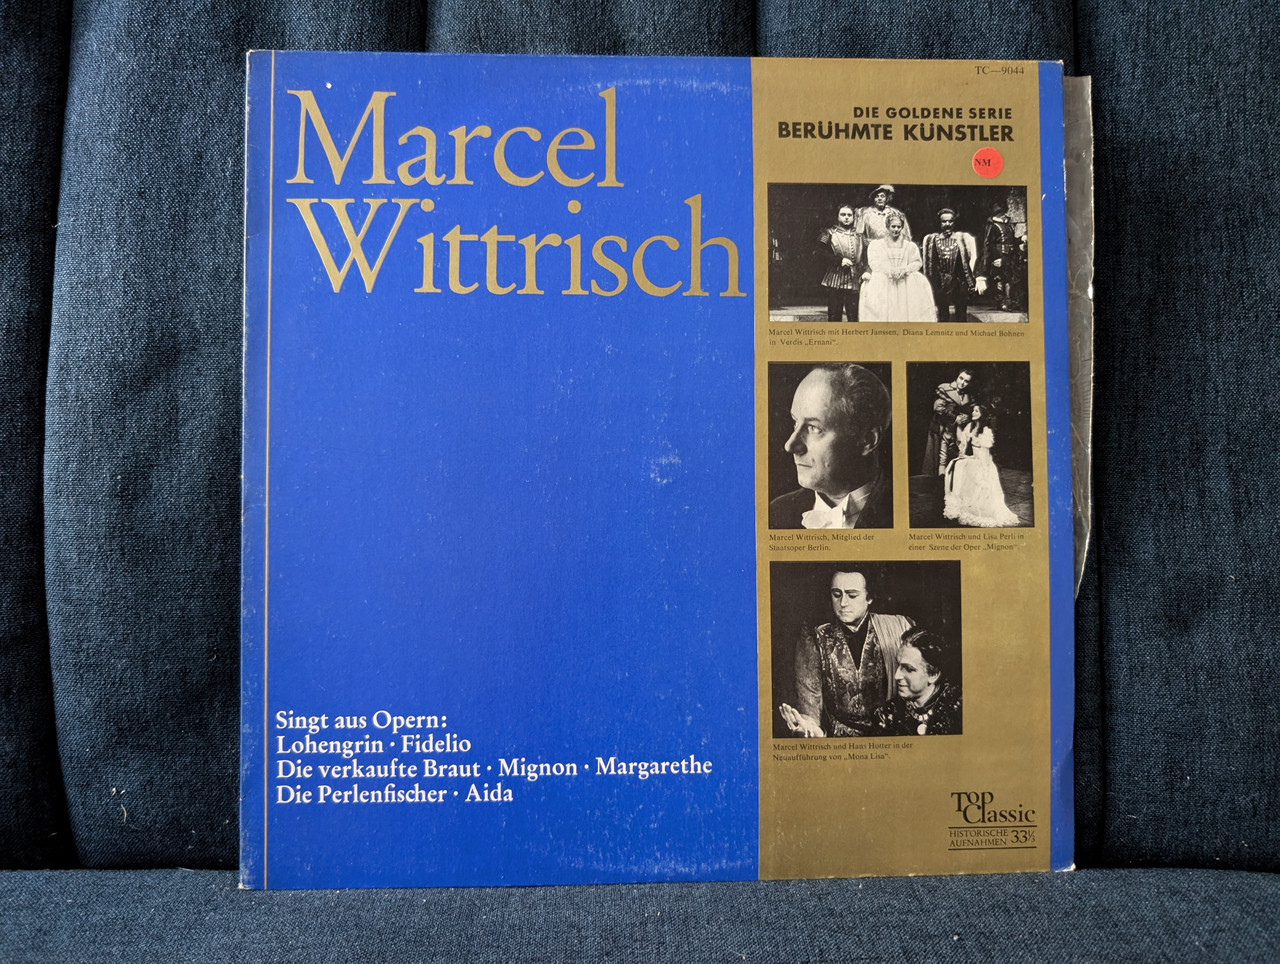 Marcel
Wittrisch
Singt aus Opern:
Lohengrin · Fidelio
Die verkaufte Braut · Mignon · Margarethe
Die Perlenfischer · Aida
TC—9044
DIE GOLDENE SERIE
BERÜHMTE KÜNSTLER
NM
Marcel Wittrisch mit Herbert Janssen, Diana Lemnitz und Michael Bohnen
in Verdis „Ernani“.
Marcel Wittrisch, Mitglied der
Staatsoper Berlin.
Marcel Wittrisch und Lisa Perli in
einer Szene der Oper „Mignon“.
Marcel Wittrisch und Hans Hotter in der
Neuaufführung von „Mona Lisa“.
Top
Classic
HISTORISCHE
AUFNAHMEN 33⅓